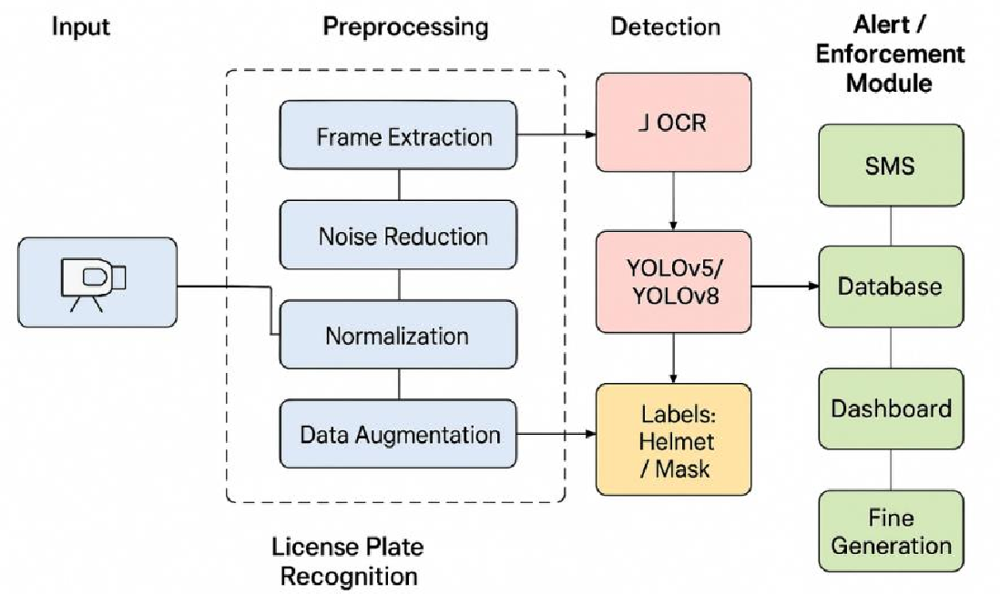 Input
Preprocessing
Detection
Alert /
Enforcement
Module
Frame Extraction
Noise Reduction
Normalization
Data Augmentation
License Plate
Recognition
J OCR
YOLOv5/
YOLOv8
Labels:
Helmet
/ Mask
SMS
Database
Dashboard
Fine
Generation